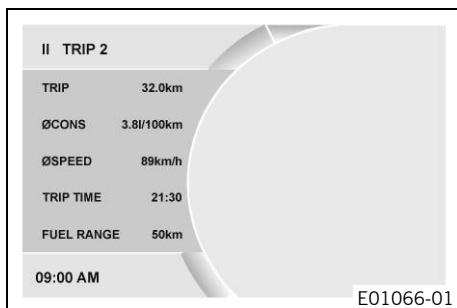 II TRIP 2
TRIP 32.0km
ØCONS 3.8l/100km
ØSPEED 89km/h
TRIP TIME 21:30
FUEL RANGE 50km
09:00 AM
E01066-01